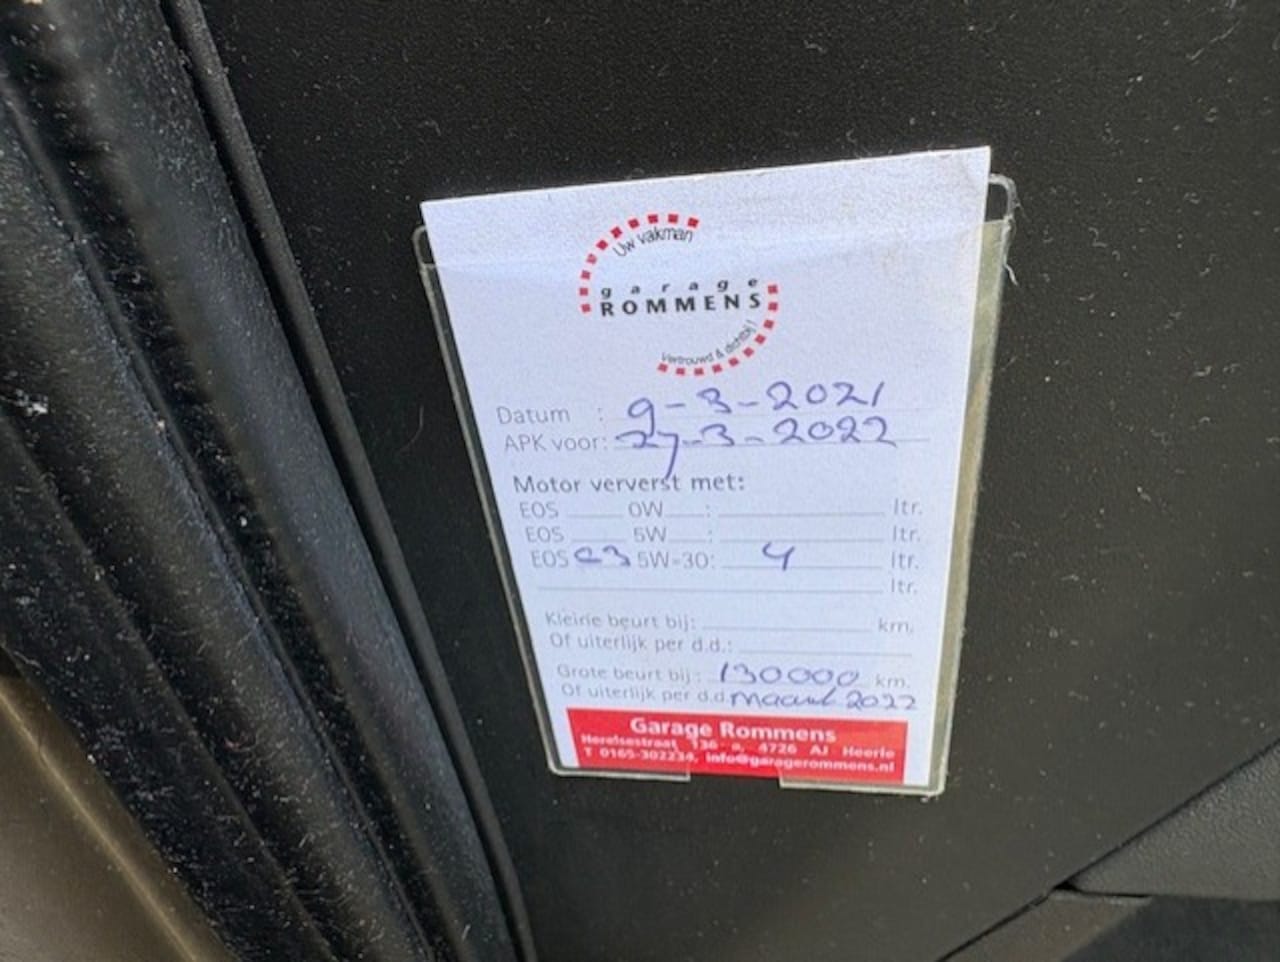 Uw vakman
garage
ROMMENS
Vertrouwd & dichtbij!
Datum : 9-3-2021
APK voor: 27-3-2022
Motor ververst met:
EOS 0W : ltr.
EOS 5W : ltr.
EOS C3 5W-30: 4 ltr.
ltr.
Kleine beurt bij: km.
Of uiterlijk per d.d.:
Grote beurt bij: 130000 km.
Of uiterlijk per d.d. maart 2022
Garage Rommens
Herelsestraat 136 a, 4726 AJ Heerle
T 0165-302234, info@garagerommens.nl